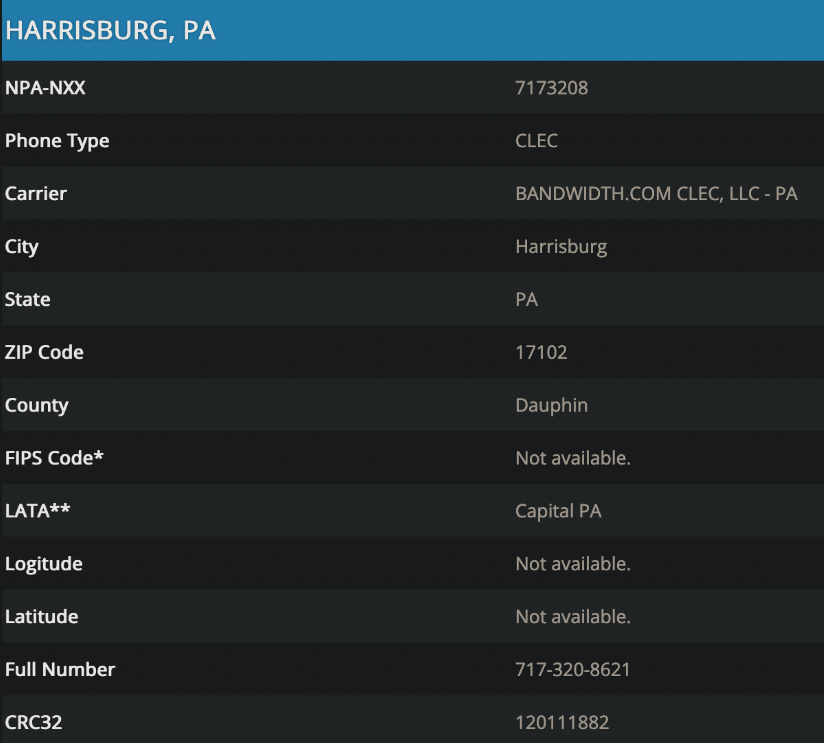 HARRISBURG, PA
NPA-NXX 7173208
Phone Type CLEC
Carrier BANDWIDTH.COM CLEC, LLC - PA
City Harrisburg
State PA
ZIP Code 17102
County Dauphin
FIPS Code* Not available.
LATA** Capital PA
Logitude Not available.
Latitude Not available.
Full Number 717-320-8621
CRC32 120111882